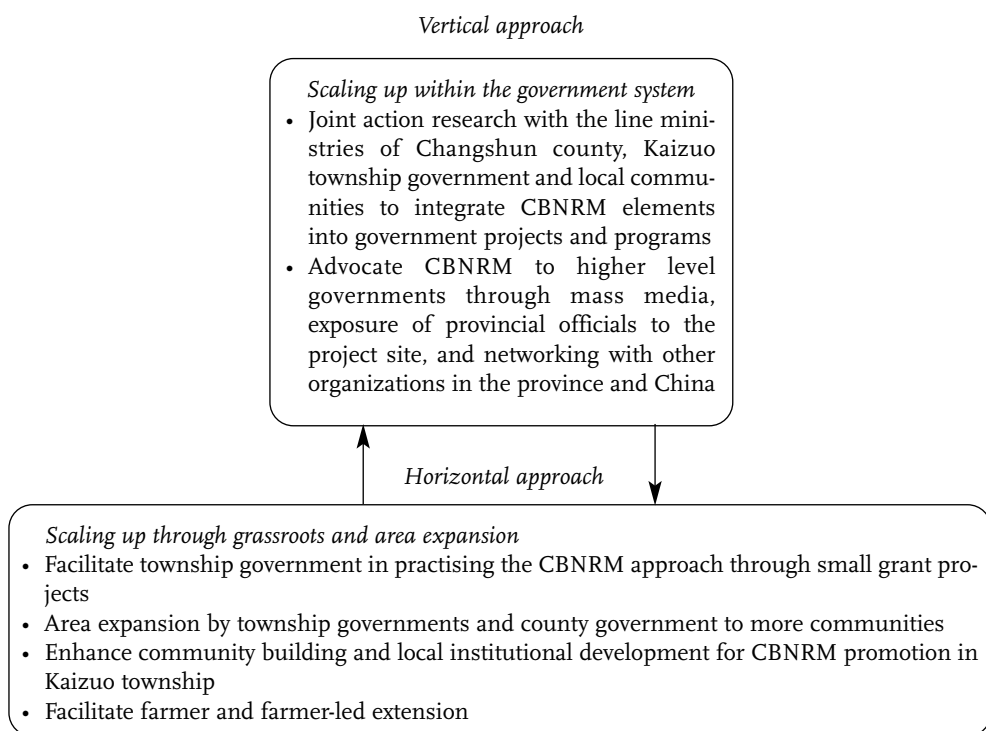 Vertical approach
Scaling up within the government system
• Joint action research with the line mini-
stries of Changshun county, Kaizuo
township government and local commu-
nities to integrate CBNRM elements
into government projects and programs
• Advocate CBNRM to higher level
governments through mass media,
exposure of provincial officials to the
project site, and networking with other
organizations in the province and China
Horizontal approach
Scaling up through grassroots and area expansion
• Facilitate township government in practising the CBNRM approach through small grant pro-
jects
• Area expansion by township governments and county government to more communities
• Enhance community building and local institutional development for CBNRM promotion in
Kaizuo township
• Facilitate farmer and farmer-led extension